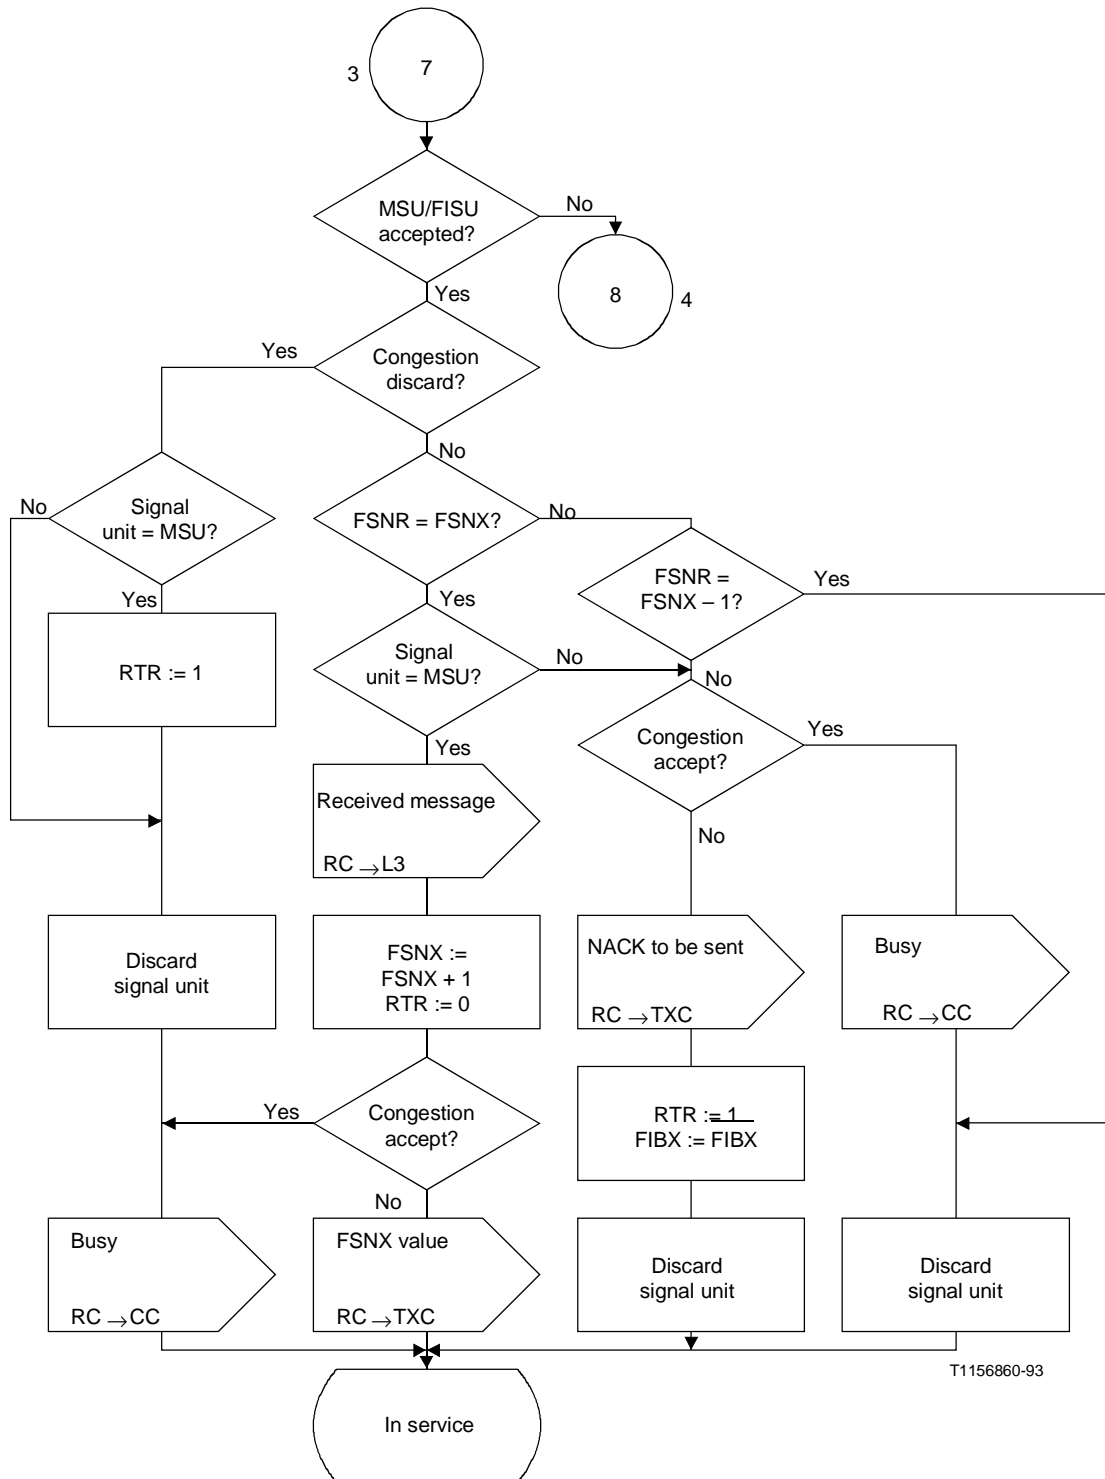 3
7
MSU/FISU
accepted?
No
Yes
8
4
Yes
Congestion
discard?
No
No
Signal
unit = MSU?
Yes
FSNR = FSNX?
No
Yes
FSNR =
FSNX – 1?
Yes
No
RTR := 1
Signal
unit = MSU?
No
Yes
Congestion
accept?
Yes
No
Received message
RC →L3
Discard
signal unit
FSNX :=
FSNX + 1
RTR := 0
NACK to be sent
RC →TXC
Busy
RC →CC
Yes
Congestion
accept?
No
RTR := 1
FIBX := F̅I̅B̅X̅
Busy
RC →CC
FSNX value
RC →TXC
Discard
signal unit
Discard
signal unit
T1156860-93
In service